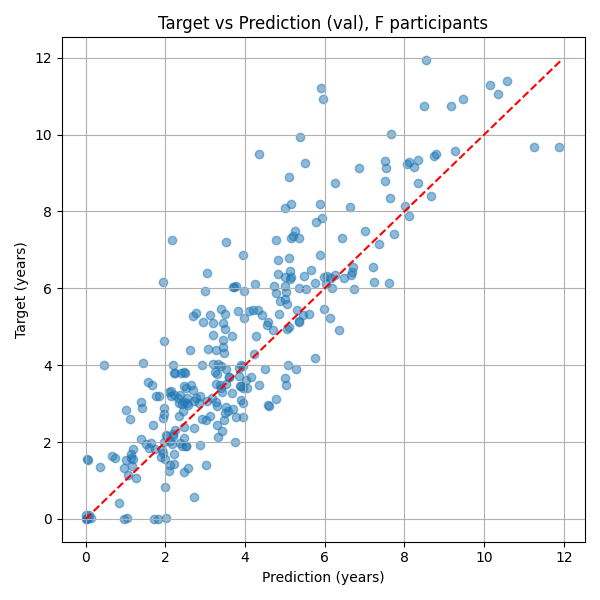 Target vs Prediction (val), F participants
Target (years)
12
10
8
6
4
2
0
0 2 4 6 8 10 12
Prediction (years)